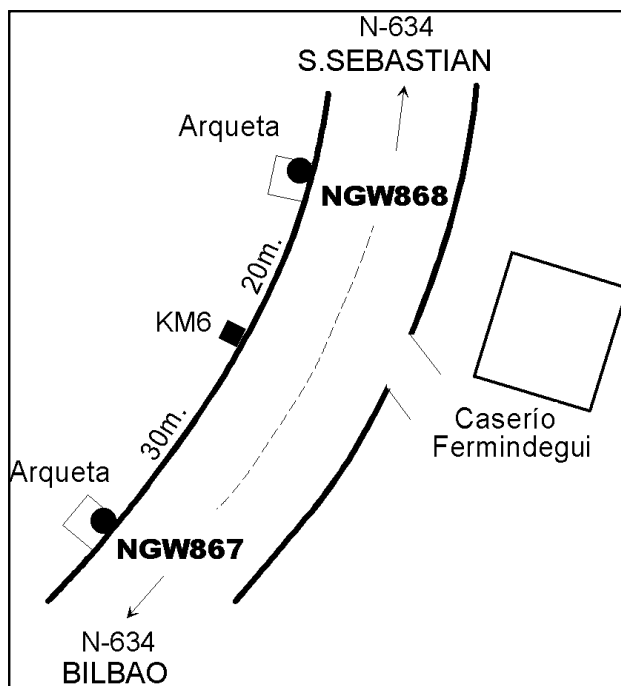 N-634
S.SEBASTIAN
Arqueta
NGW868
20m.
KM6
30m.
Caserío
Fermindegui
Arqueta
NGW867
N-634
BILBAO